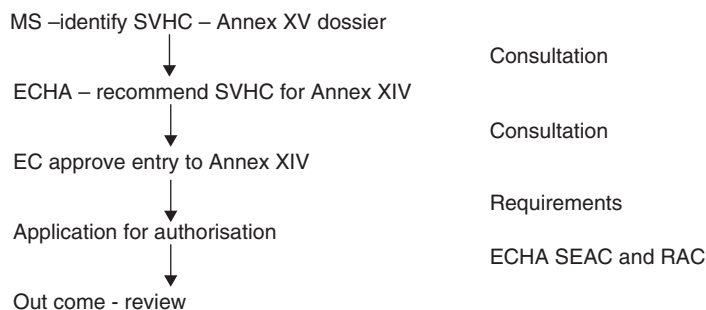 MS –identify SVHC – Annex XV dossier
Consultation
ECHA – recommend SVHC for Annex XIV
Consultation
EC approve entry to Annex XIV
Requirements
Application for authorisation
ECHA SEAC and RAC
Out come - review